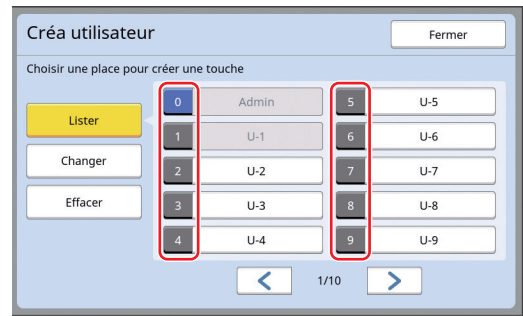 Créa utilisateur
Fermer
Choisir une place pour créer une touche
Lister
Changer
Effacer
0 Admin
1 U-1
2 U-2
3 U-3
4 U-4
5 U-5
6 U-6
7 U-7
8 U-8
9 U-9
1/10